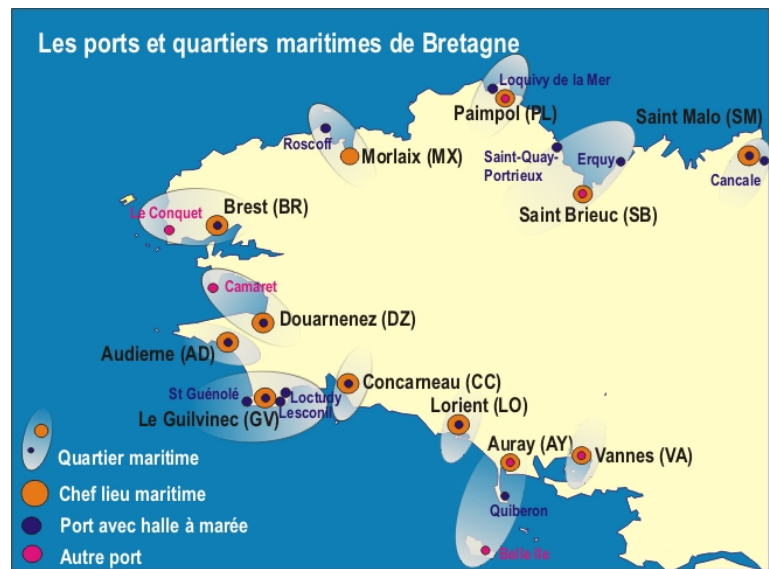 Les ports et quartiers maritimes de Bretagne
Loquivy de la Mer
Paimpol (PL)
Saint Malo (SM)
Roscoff
Morlaix (MX)
Saint-Quay-
Portrieux
Erquy
Cancale
Saint Brieuc (SB)
Le Conquet
Brest (BR)
Camaret
Douarnenez (DZ)
Audierne (AD)
St Guénolé
Loctudy
Lesconil
Le Guilvinec (GV)
Concarneau (CC)
Lorient (LO)
Auray (AY)
Vannes (VA)
Quiberon
Belle Ile
Quartier maritime
Chef lieu maritime
Port avec halle à marée
Autre port